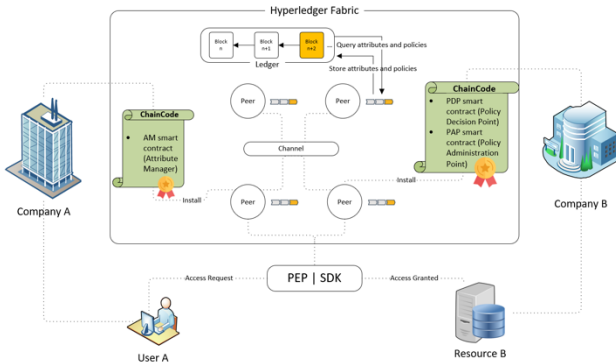 Hyperledger Fabric
Block
n
Block
n+1
Block
n+2
Ledger
Query attributes and policies
Store attributes and policies
Peer
Peer
ChainCode
• AM smart
contract
(Attribute
Manager)
ChainCode
• PDP smart
contract (Policy
Decision Point)
• PAP smart
contract (Policy
Administration
Point)
Channel
Install
Install
Peer
Peer
Company A
Company B
Access Request
PEP | SDK
Access Granted
User A
Resource B